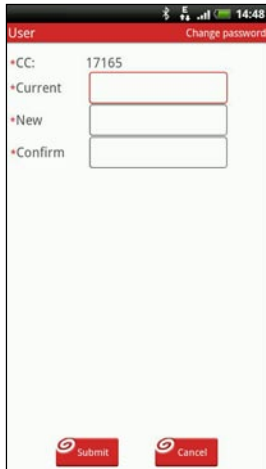 E 14:48
User Change password
*CC: 17165
*Current
*New
*Confirm
Submit Cancel